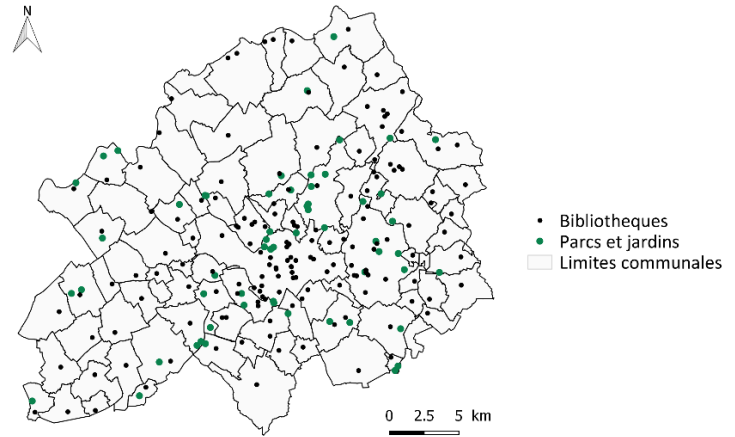 N
Bibliotheques
Parcs et jardins
Limites communales
0 2.5 5 km